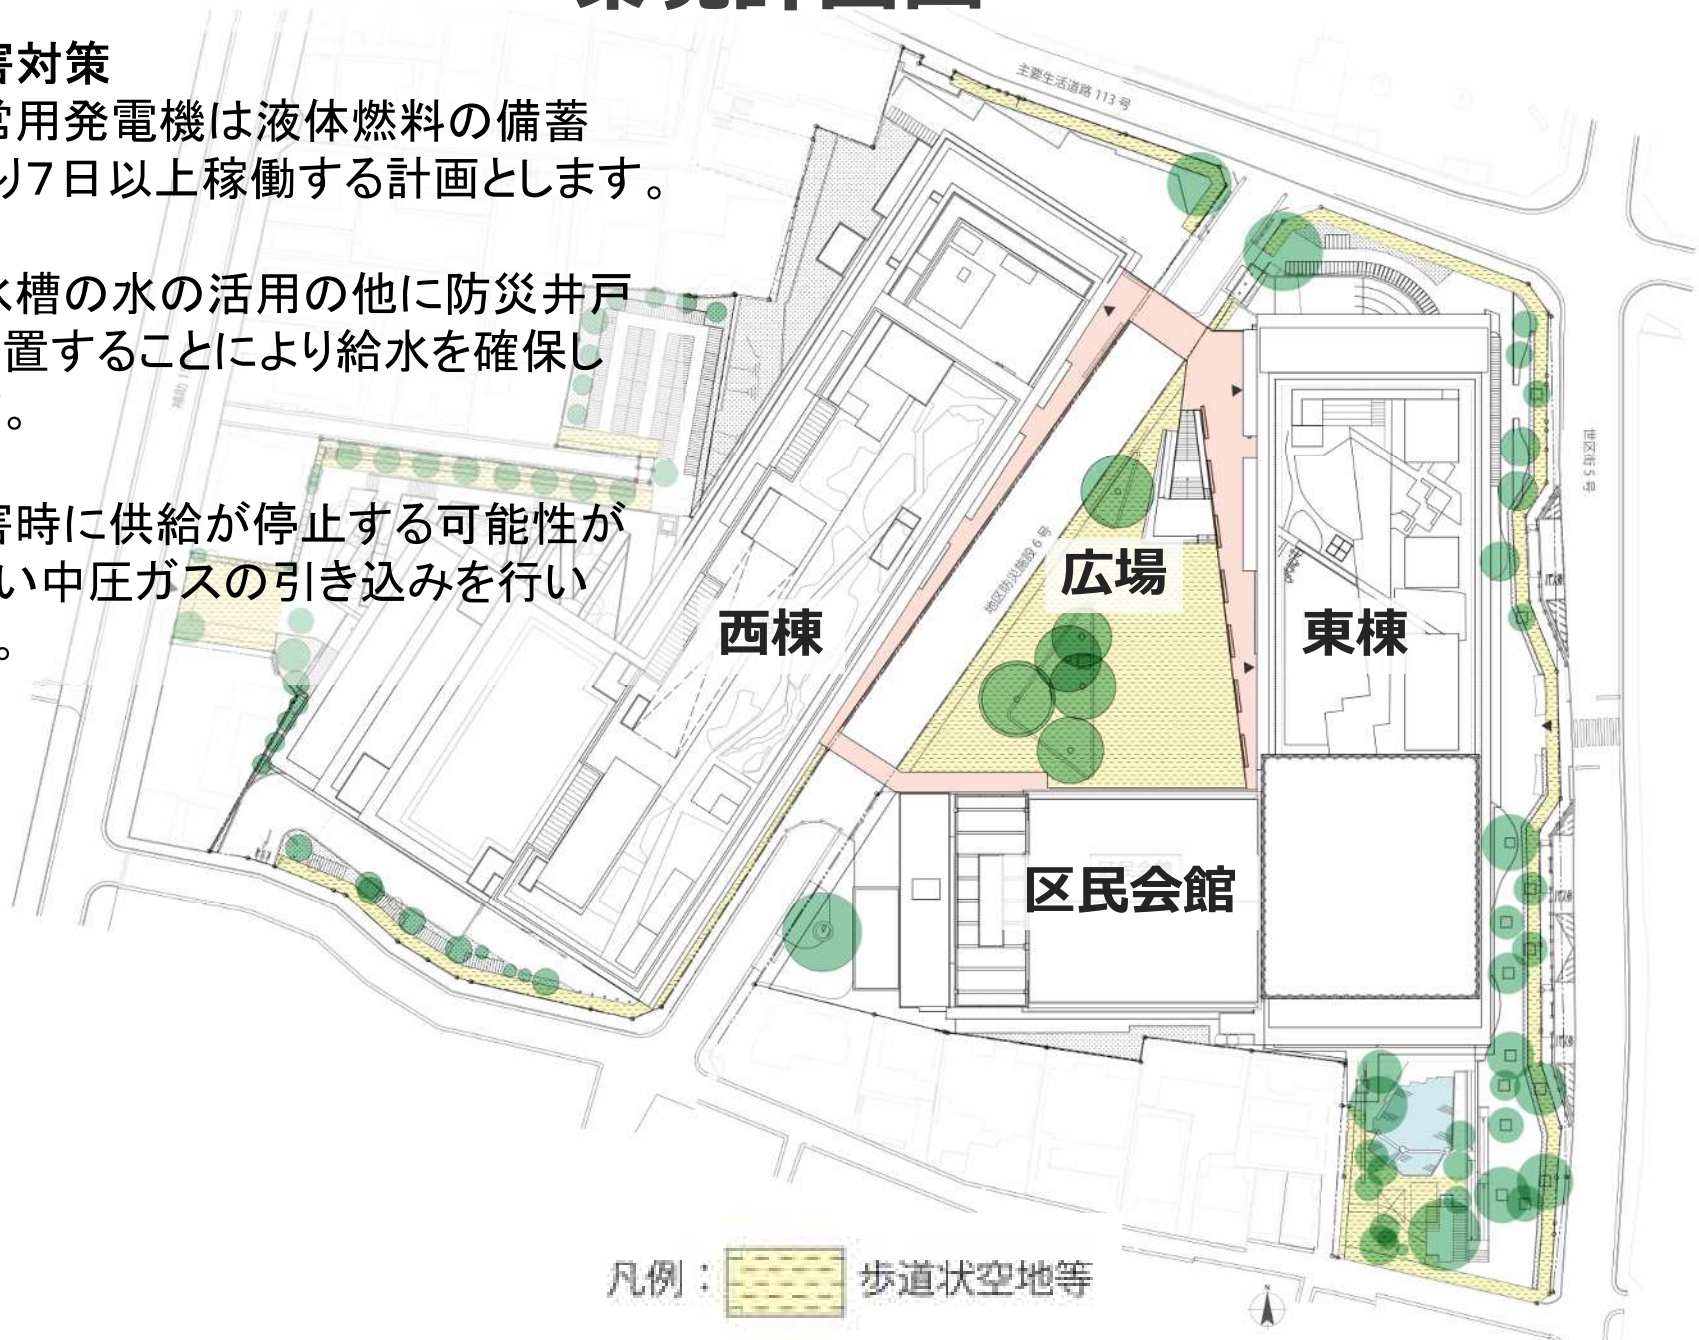 害対策
常用発電機は液体燃料の備蓄
り7日以上稼働する計画とします。
水槽の水の活用の他に防災井戸
置することにより給水を確保し
。
害時に供給が停止する可能性が
い中圧ガスの引き込みを行い
。
主要生活道路 113 号
世区街 5 号
地区防災施設 6 号
広場
西棟
東棟
区民会館
凡例：
歩道状空地等
N